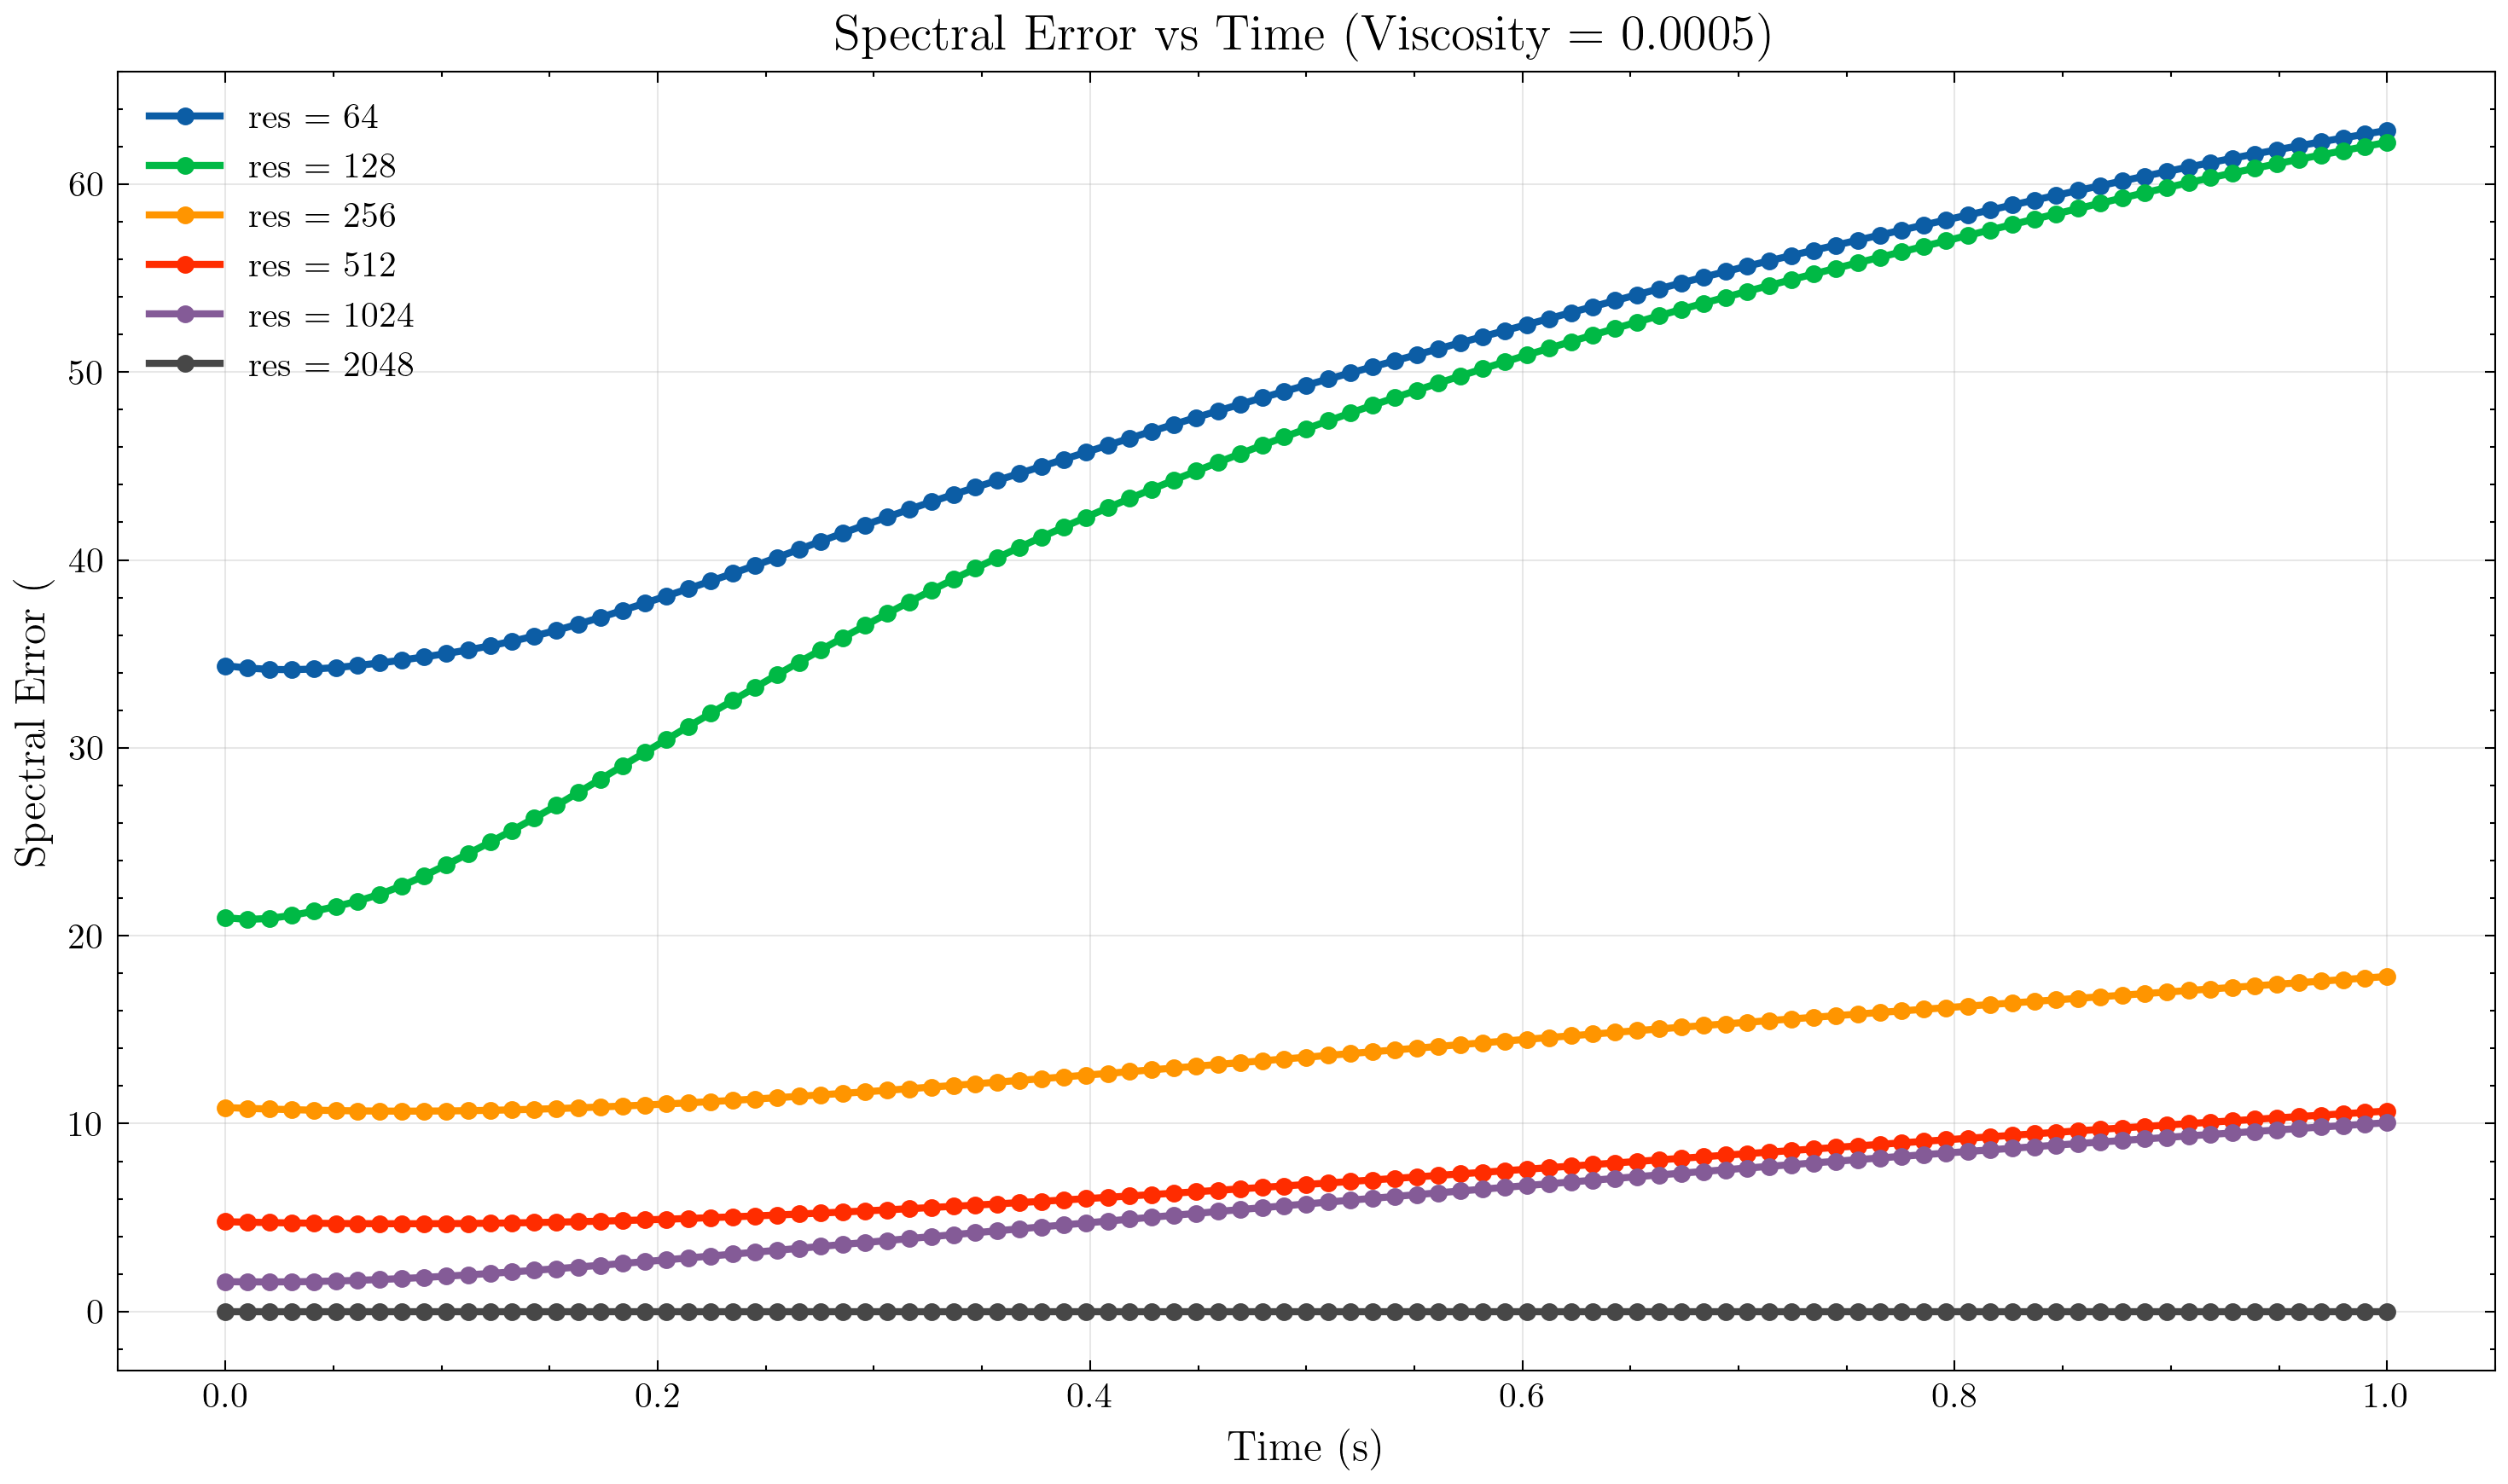 Spectral Error vs Time (Viscosity = 0.0005)
res = 64
res = 128
res = 256
res = 512
res = 1024
res = 2048
60
50
40
30
20
10
0
Spectral Error (
0.0 0.2 0.4 0.6 0.8 1.0
Time (s)